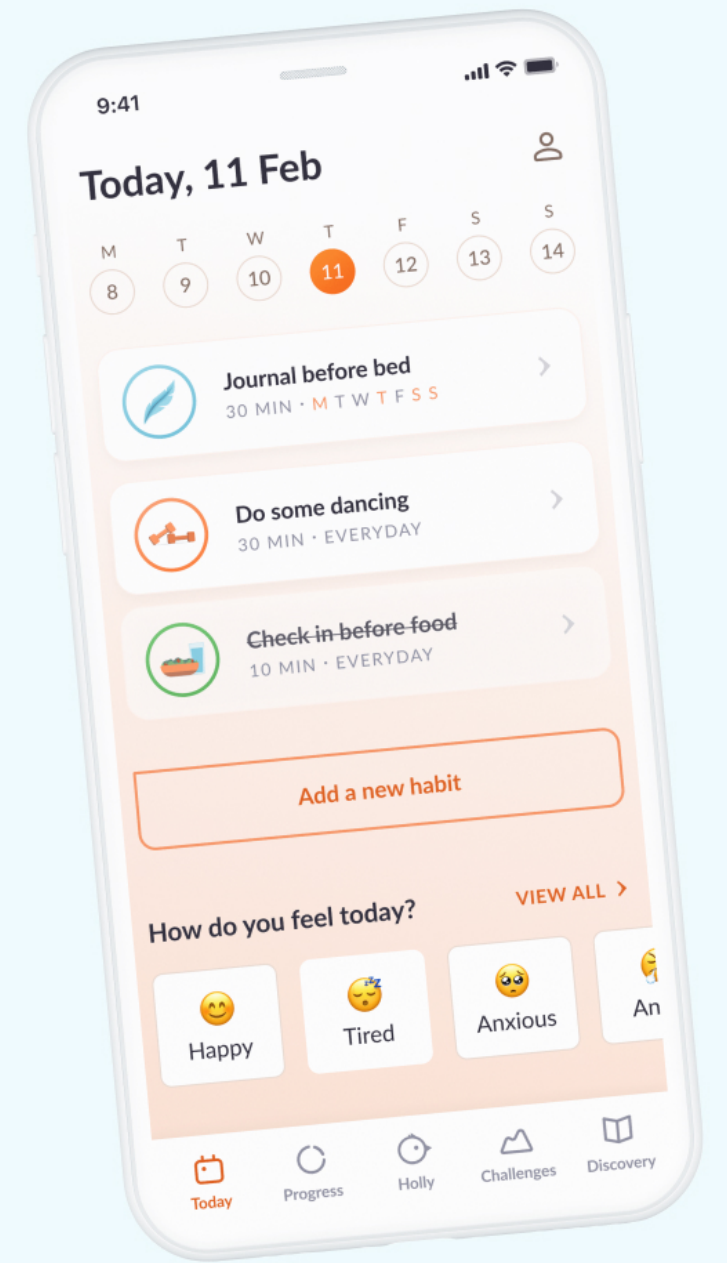 9:41
Today, 11 Feb
M T W T F S S
8 9 10 11 12 13 14
Journal before bed
30 MIN · M T W T F S S
Do some dancing
30 MIN · EVERYDAY
Check in before food
10 MIN · EVERYDAY
Add a new habit
How do you feel today?
VIEW ALL
Happy
Tired
Anxious
An
Today
Progress
Holly
Challenges
Discovery